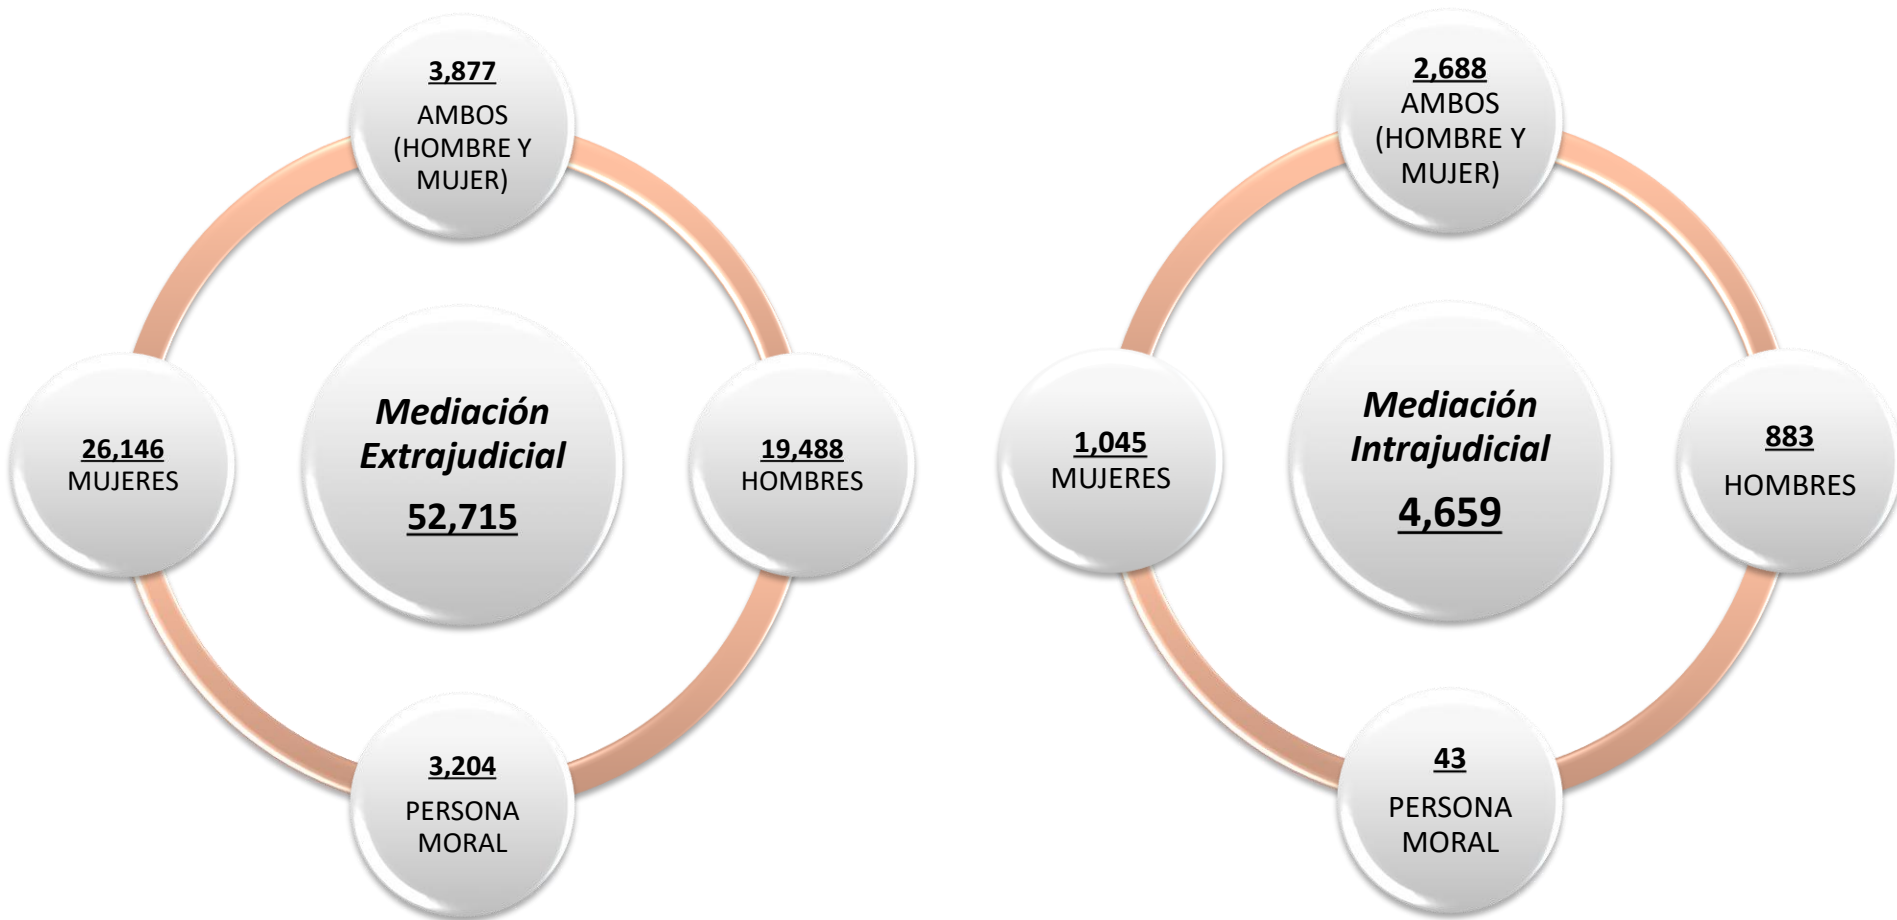 3,877
AMBOS
(HOMBRE Y
MUJER)
26,146
MUJERES
Mediación
Extrajudicial
52,715
19,488
HOMBRES
3,204
PERSONA
MORAL
2,688
AMBOS
(HOMBRE Y
MUJER)
1,045
MUJERES
Mediación
Intrajudicial
4,659
883
HOMBRES
43
PERSONA
MORAL